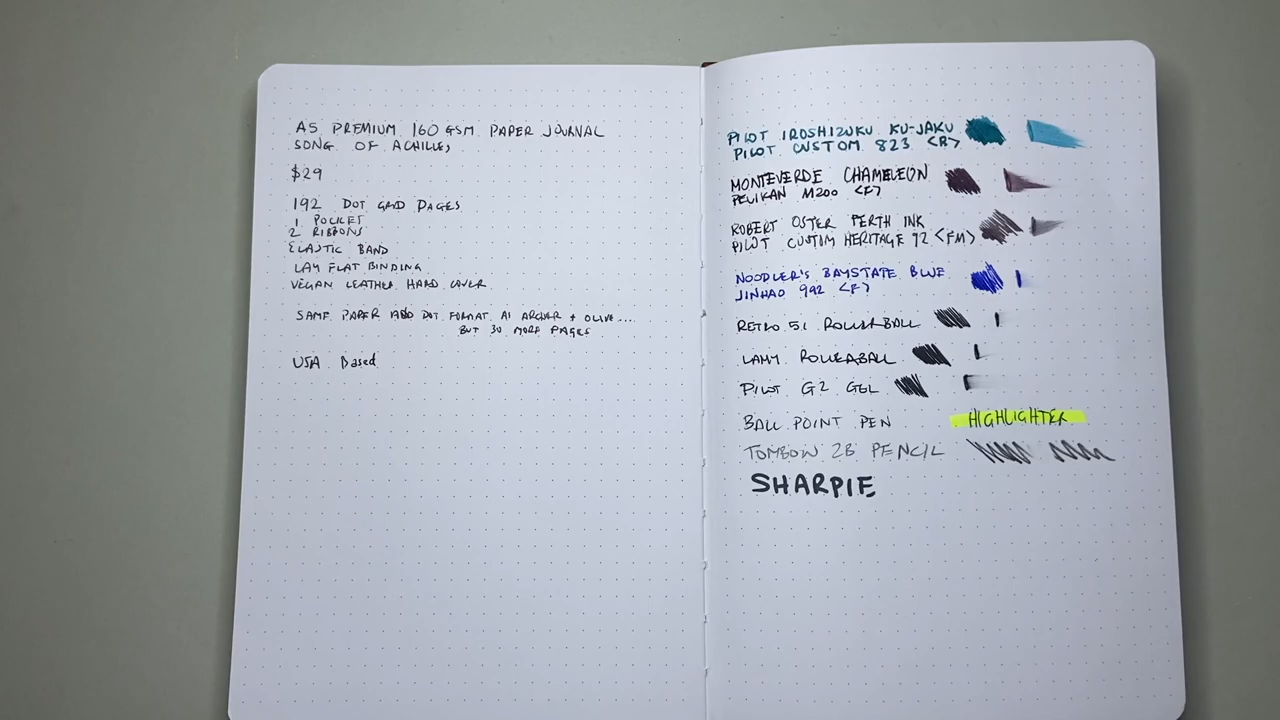 A5 PREMIUM 160 GSM PAPER JOURNAL
SONG OF ACHILLES
$29
192 DOT GRID PAGES
1 POCKET
2 RIBBONS
ELASTIC BAND
LAY FLAT BINDING
VEGAN LEATHER HARD COVER
SAME PAPER AND DOT FORMAT AS ARCHER + OLIVE....
BUT 30 MORE PAGES
USA Based
PILOT IROSHIZUKU KU-JAKU
PILOT CUSTOM 823 <B>
MONTEVERDE CHAMELEON
PELIKAN M200 <F>
ROBERT OSTER PERTH INK
PILOT CUSTOM HERITAGE 92 <FM>
NOODLER'S BAYSTATE BLUE
JINHAO 992 <F>
RETRO 51 ROLLERBALL
LAMY ROLLERBALL
PILOT G2 GEL
BALL POINT PEN
HIGHLIGHTER
TOMBOW 2B PENCIL
SHARPIE